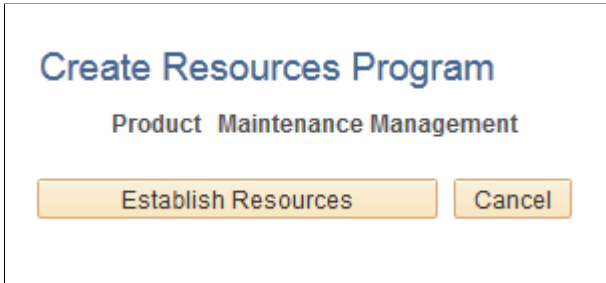 Create Resources Program
Product Maintenance Management
Establish Resources Cancel